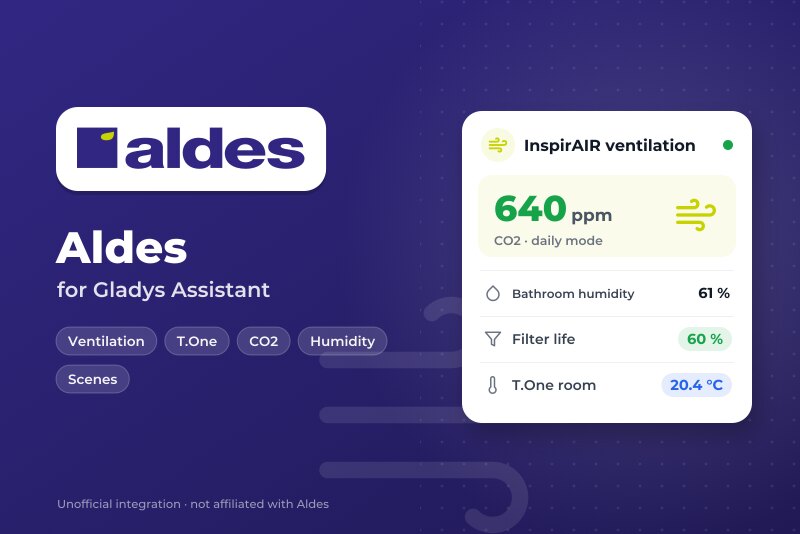 aldes
Aldes
for Gladys Assistant
Ventilation
T.One
CO2
Humidity
Scenes
Unofficial integration · not affiliated with Aldes
InspirAIR ventilation
640 ppm
CO2 · daily mode
Bathroom humidity 61 %
Filter life 60 %
T.One room 20.4 °C